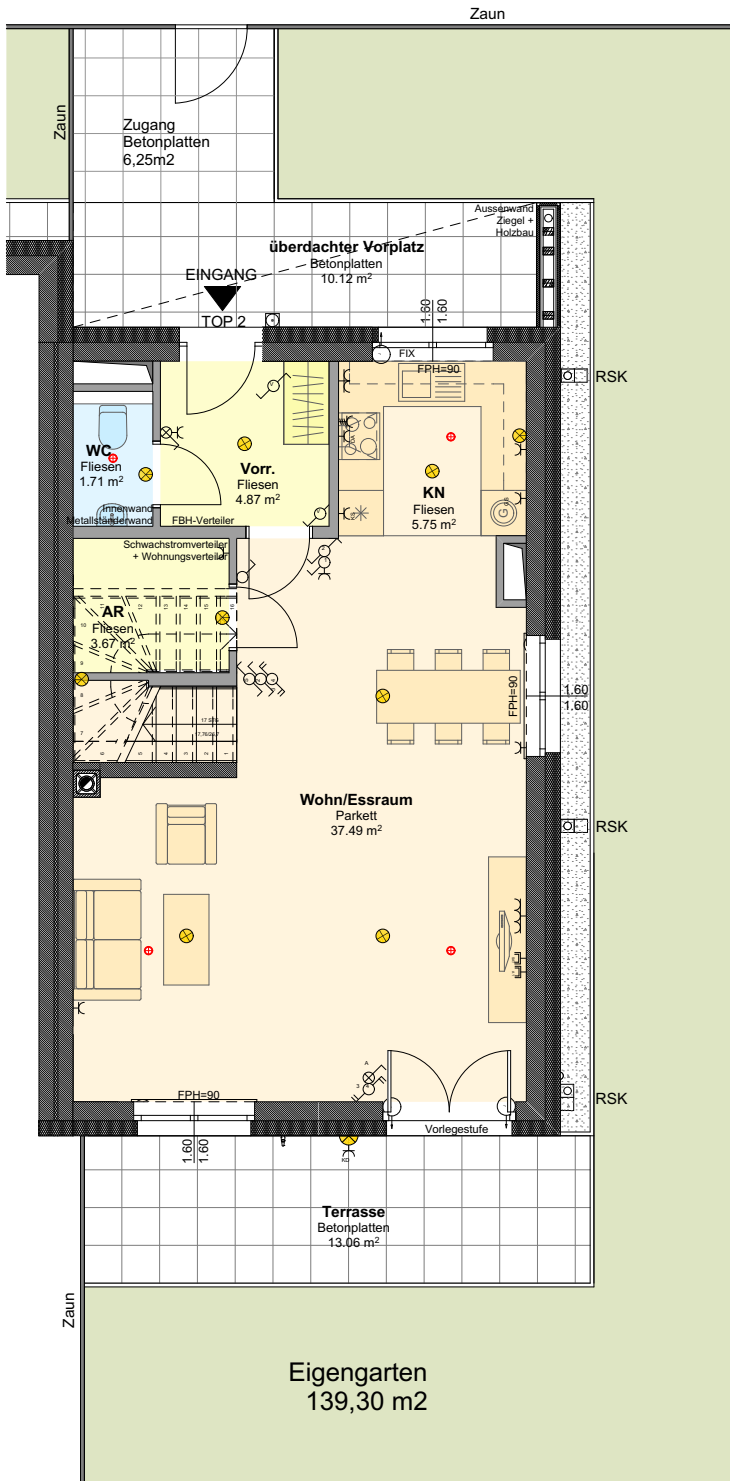 Zaun
Zaun
Zugang
Betonplatten
6,25m2
Aussenwand
Ziegel +
Holzbau
überdachter Vorplatz
Betonplatten
10.12 m²
EINGANG
TOP 2
1.60
1.60
FIX
FPH=90
RSK
WC
Fliesen
1.71 m²
Vorr.
Fliesen
4.87 m²
KN
Fliesen
5.75 m²
Innenwand
Metallständerwand
FBH-Verteiler
Schwachstromverteiler
+ Wohnungsverteiler
AR
Fliesen
3.67 m²
FPH=90
1.60
1.60
Wohn/Essraum
Parkett
37.49 m²
RSK
FPH=90
RSK
Vorlegestufe
1.60
1.60
Terrasse
Betonplatten
13.06 m²
Zaun
Eigengarten
139,30 m2